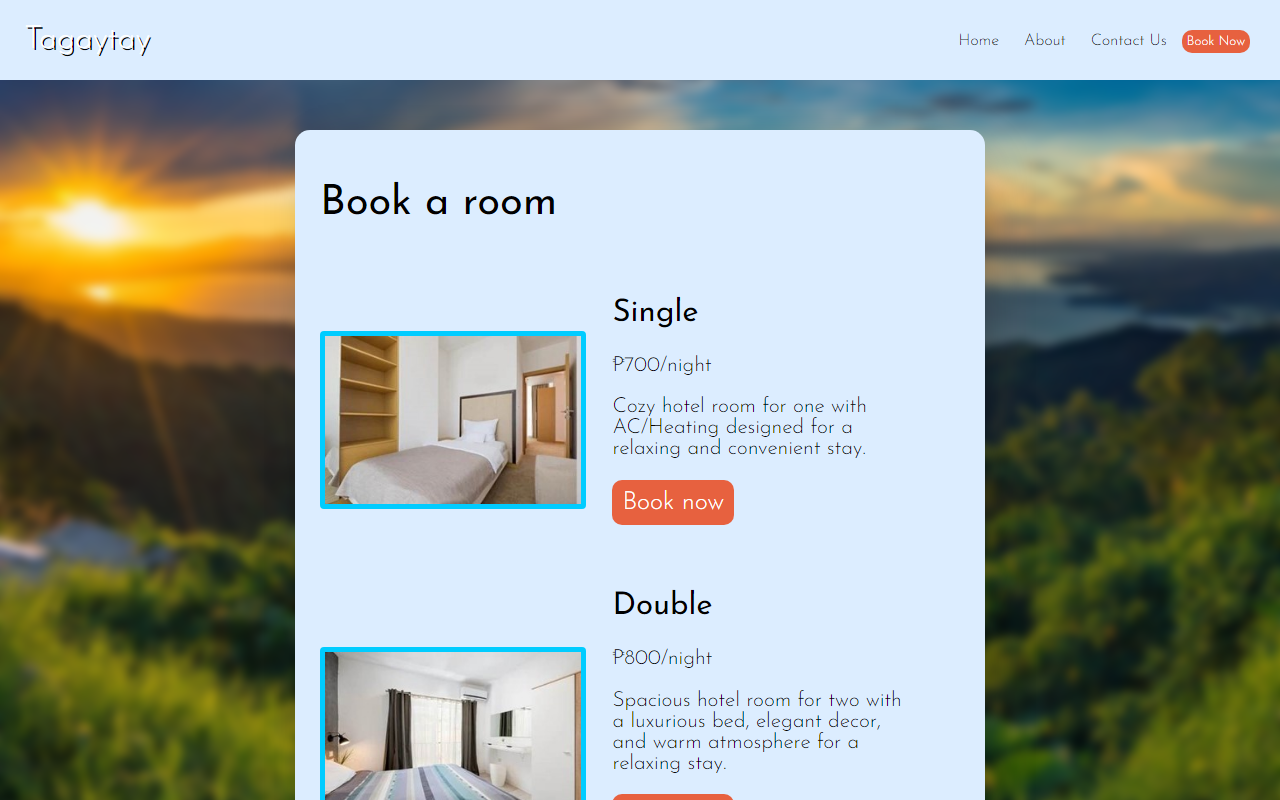 Tagaytay
Home
About
Contact Us
Book Now
Book a room
Single
₱700/night
Cozy hotel room for one with
AC/Heating designed for a
relaxing and convenient stay.
Book now
Double
₱800/night
Spacious hotel room for two with
a luxurious bed, elegant decor,
and warm atmosphere for a
relaxing stay.